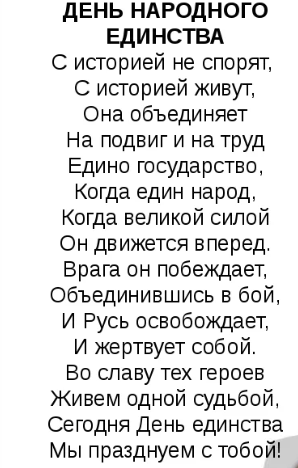 ДЕНЬ НАРОДНОГО
ЕДИНСТВА
С историей не спорят,
С историей живут,
Она объединяет
На подвиг и на труд
Едино государство,
Когда един народ,
Когда великой силой
Он движется вперед.
Врага он побеждает,
Объединившись в бой,
И Русь освобождает,
И жертвует собой.
Во славу тех героев
Живем одной судьбой,
Сегодня День единства
Мы празднуем с тобой!